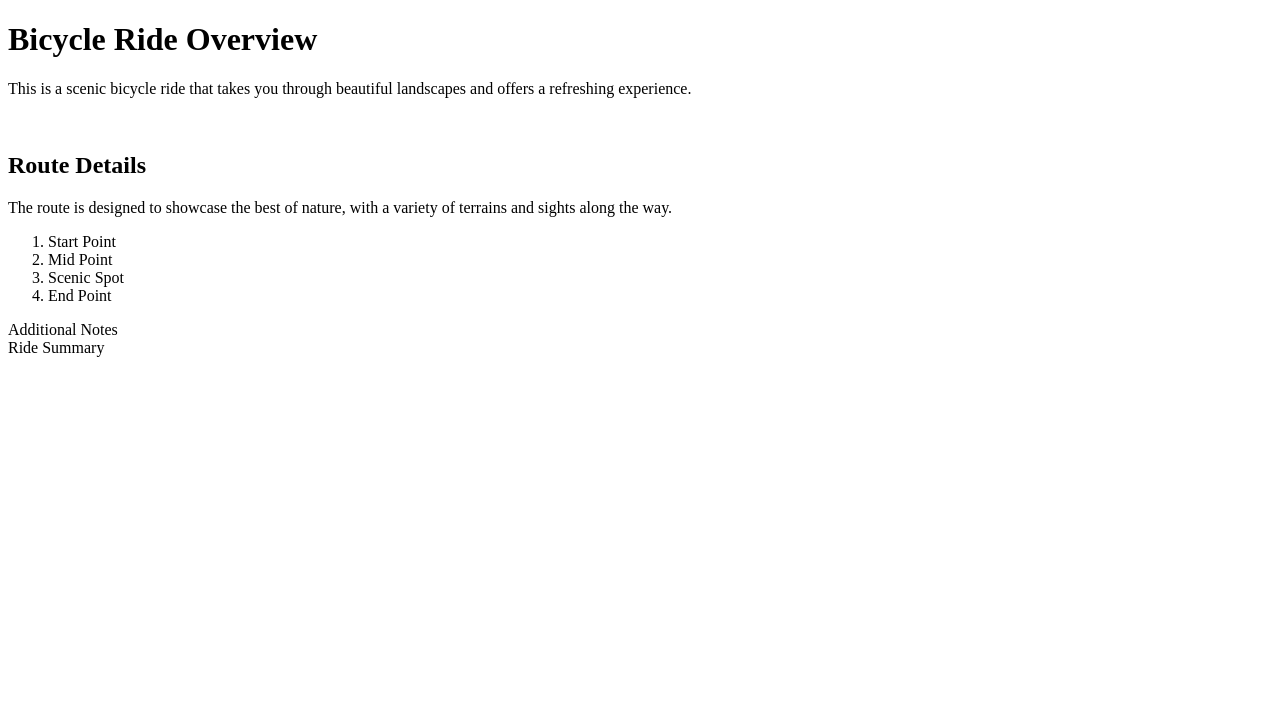 Bicycle Ride Overview
This is a scenic bicycle ride that takes you through beautiful landscapes and offers a refreshing experience.
Route Details
The route is designed to showcase the best of nature, with a variety of terrains and sights along the way.
1. Start Point
2. Mid Point
3. Scenic Spot
4. End Point
Additional Notes
Ride Summary